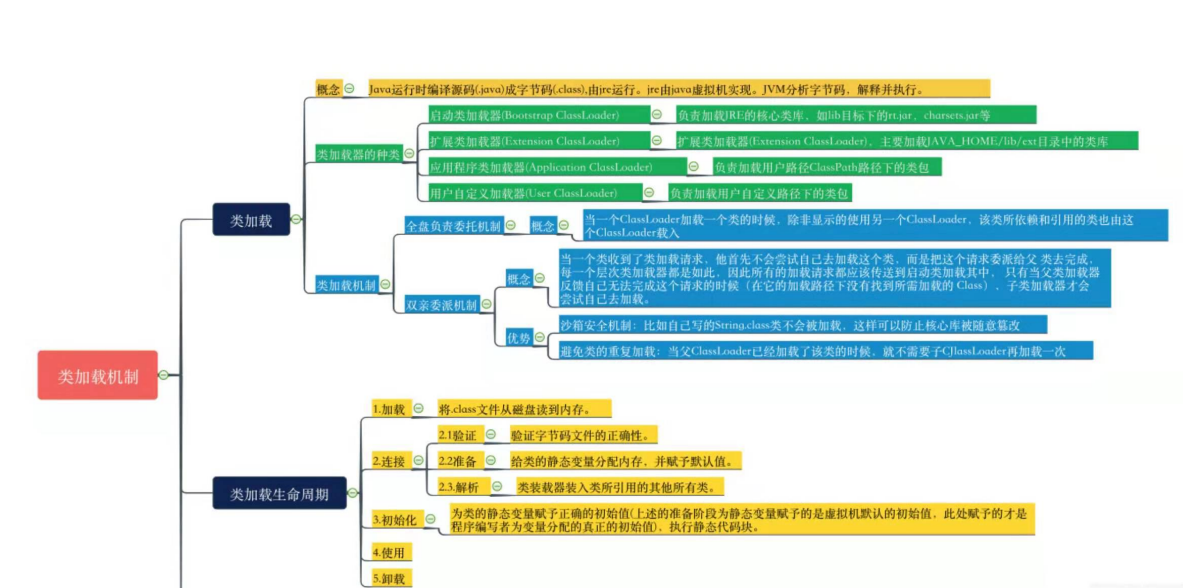 概念
Java运行时编译源码(.java)成字节码(.class),由jre运行。jre由java虚拟机实现。JVM分析字节码，解释并执行。
启动类加载器(Bootstrap ClassLoader)
负责加载JRE的核心类库，如lib目标下的rt.jar，charsets.jar等
扩展类加载器(Extension ClassLoader)
扩展类加载器(Extension ClassLoader)，主要加载JAVA_HOME/lib/ext目录中的类库
类加载器的种类
应用程序类加载器(Application ClassLoader)
负责加载用户路径ClassPath路径下的类包
用户自定义加载器(User ClassLoader)
负责加载用户自定义路径下的类包
类加载
全盘负责委托机制
概念
当一个ClassLoader加载一个类的时候，除非显示的使用另一个ClassLoader，该类所依赖和引用的类也由这
个ClassLoader载入
类加载机制
双亲委派机制
概念
当一个类收到了类加载请求，他首先不会尝试自己去加载这个类，而是把这个请求委派给父 类去完成，
每一个层次类加载器都是如此，因此所有的加载请求都应该传送到启动类加载其中， 只有当父类加载器
反馈自己无法完成这个请求的时候（在它的加载路径下没有找到所需加载的 Class），子类加载器才会
尝试自己去加载。
优势
沙箱安全机制：比如自己写的String.class类不会被加载，这样可以防止核心库被随意篡改
避免类的重复加载：当父ClassLoader已经加载了该类的时候，就不需要子CJlassLoader再加载一次
类加载机制
类加载生命周期
1.加载
将.class文件从磁盘读到内存。
2.连接
2.1验证
验证字节码文件的正确性。
2.2准备
给类的静态变量分配内存，并赋予默认值。
2.3.解析
类装载器装入类所引用的其他所有类。
3.初始化
为类的静态变量赋予正确的初始值(上述的准备阶段为静态变量赋予的是虚拟机默认的初始值，此处赋予的才是
程序编写者为变量分配的真正的初始值)，执行静态代码块。
4.使用
5.卸载